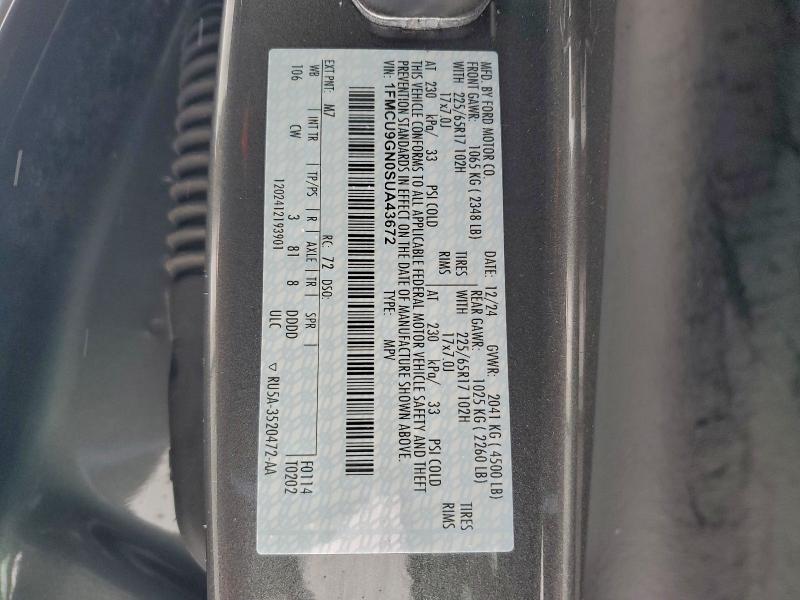 MFD. BY FORD MOTOR CO.
DATE: 12/24 GVWR: 2041 KG ( 4500 LB)
FRONT GAWR: 1065 KG ( 2348 LB) REAR GAWR: 1025 KG ( 2260 LB)
WITH 225/65R17 102H TIRES WITH 225/65R17 102H TIRES
17x7.0J RIMS 17x7.0J RIMS
AT 230 kPa/ 33 PSI COLD AT 230 kPa/ 33 PSI COLD
THIS VEHICLE CONFORMS TO ALL APPLICABLE FEDERAL MOTOR VEHICLE SAFETY AND THEFT
PREVENTION STANDARDS IN EFFECT ON THE DATE OF MANUFACTURE SHOWN ABOVE.
VIN: 1FMCU9GN0SUA43672 TYPE: MPV
EXT PNT: M7 RC: 72 DSO:
WB INT TR TP/PS R AXLE TR SPR
106 CW 3 81 8 DDDD
F0114
T0202
120241219390​1 ULC
▽ RU5A-3520472-AA